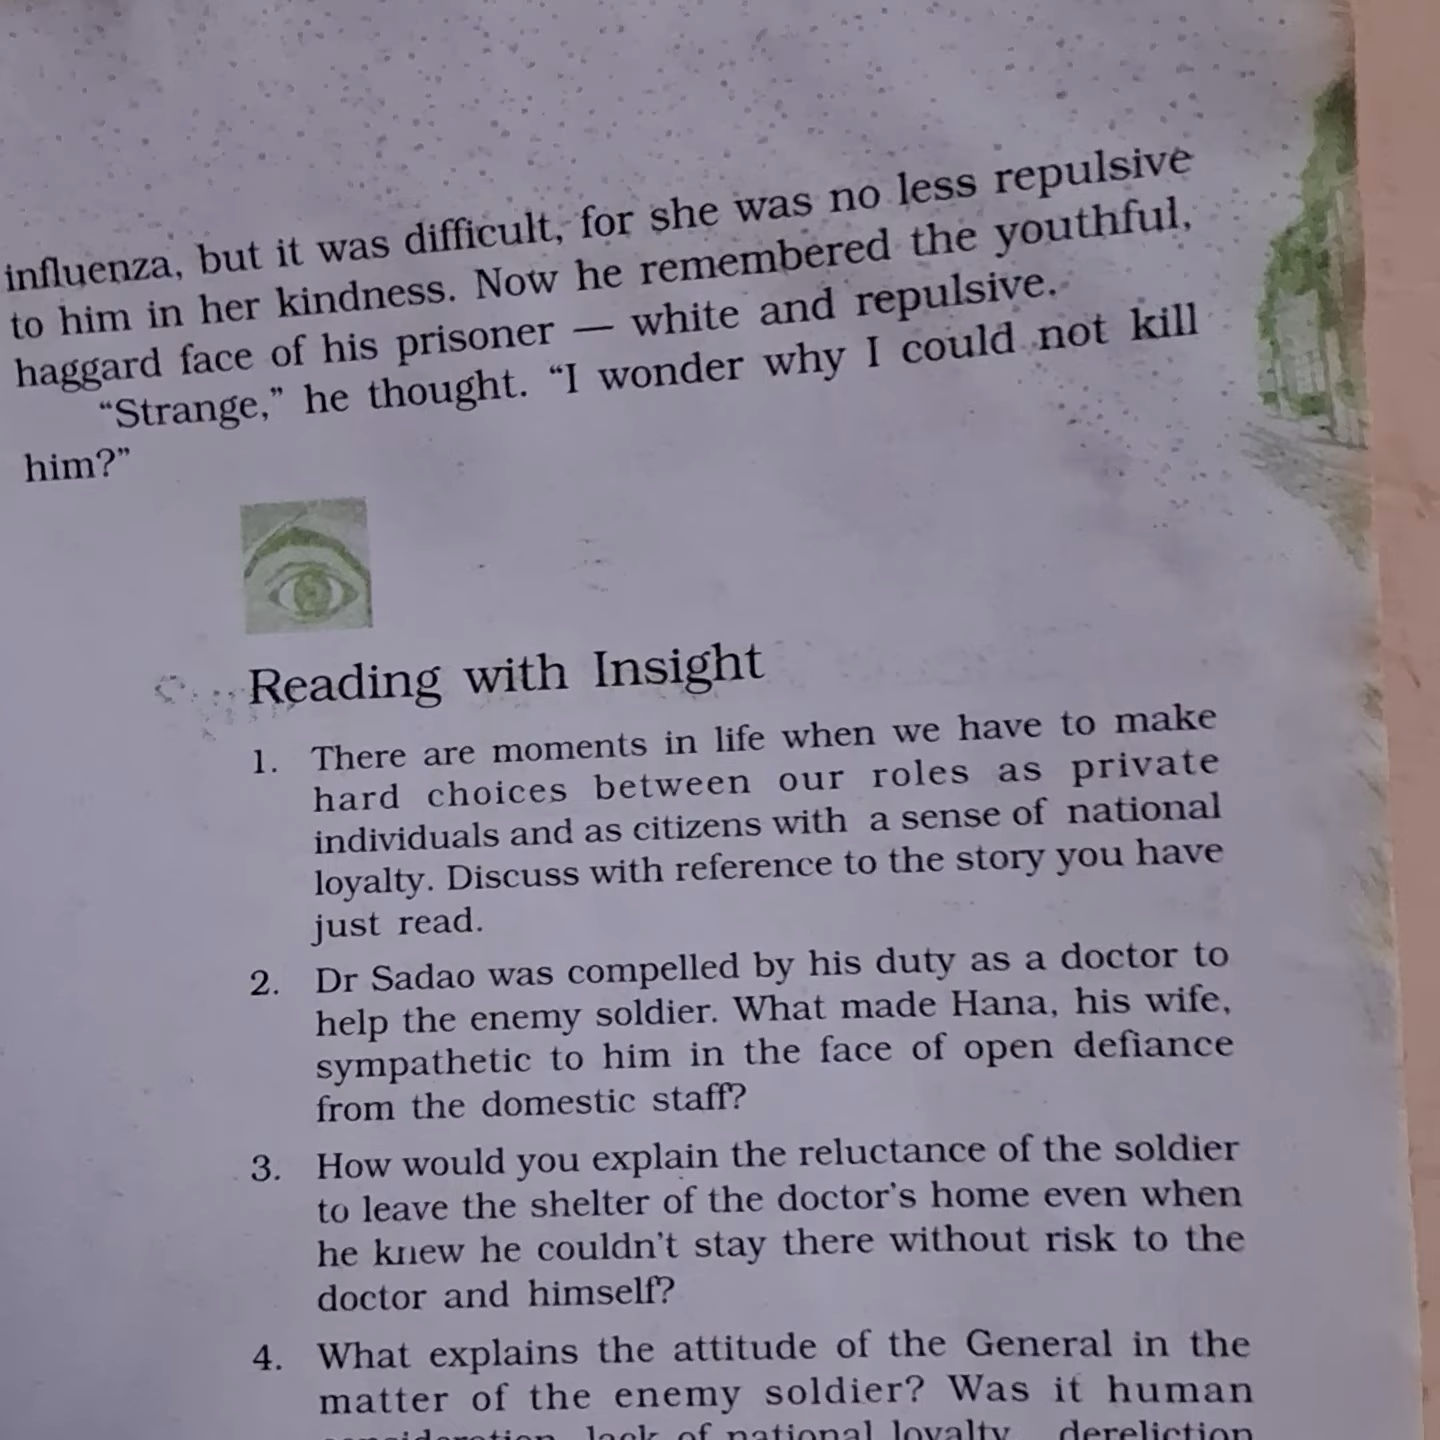 influenza, but it was difficult, for she was no less repulsive
to him in her kindness. Now he remembered the youthful,
haggard face of his prisoner — white and repulsive.
“Strange,” he thought. “I wonder why I could not kill
him?”
Reading with Insight
1. There are moments in life when we have to make
hard choices between our roles as private
individuals and as citizens with a sense of national
loyalty. Discuss with reference to the story you have
just read.
2. Dr Sadao was compelled by his duty as a doctor to
help the enemy soldier. What made Hana, his wife,
sympathetic to him in the face of open defiance
from the domestic staff?
3. How would you explain the reluctance of the soldier
to leave the shelter of the doctor's home even when
he knew he couldn't stay there without risk to the
doctor and himself?
4. What explains the attitude of the General in the
matter of the enemy soldier? Was it human
lack of national loyalty dereliction